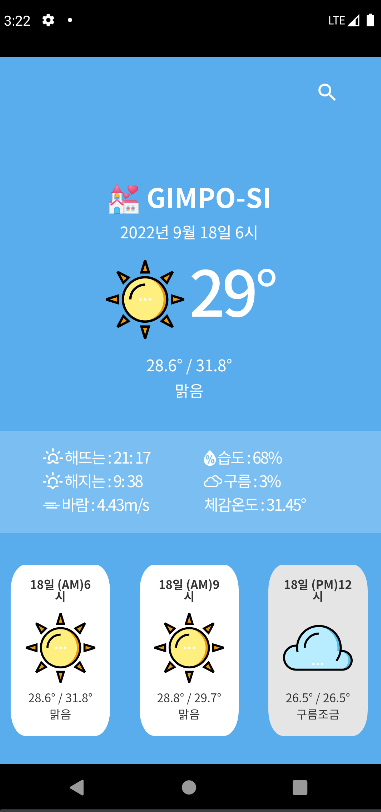 3:22
LTE
GIMPO-SI
2022년 9월 18일 6시
29°
28.6° / 31.8°
맑음
해뜨는 : 21: 17
습도 : 68%
해지는 : 9: 38
구름 : 3%
바람 : 4.43m/s
체감온도 : 31.45°
18일 (AM)6
시
28.6° / 31.8°
맑음
18일 (AM)9
시
28.8° / 29.7°
맑음
18일 (PM)12
시
26.5° / 26.5°
구름조금